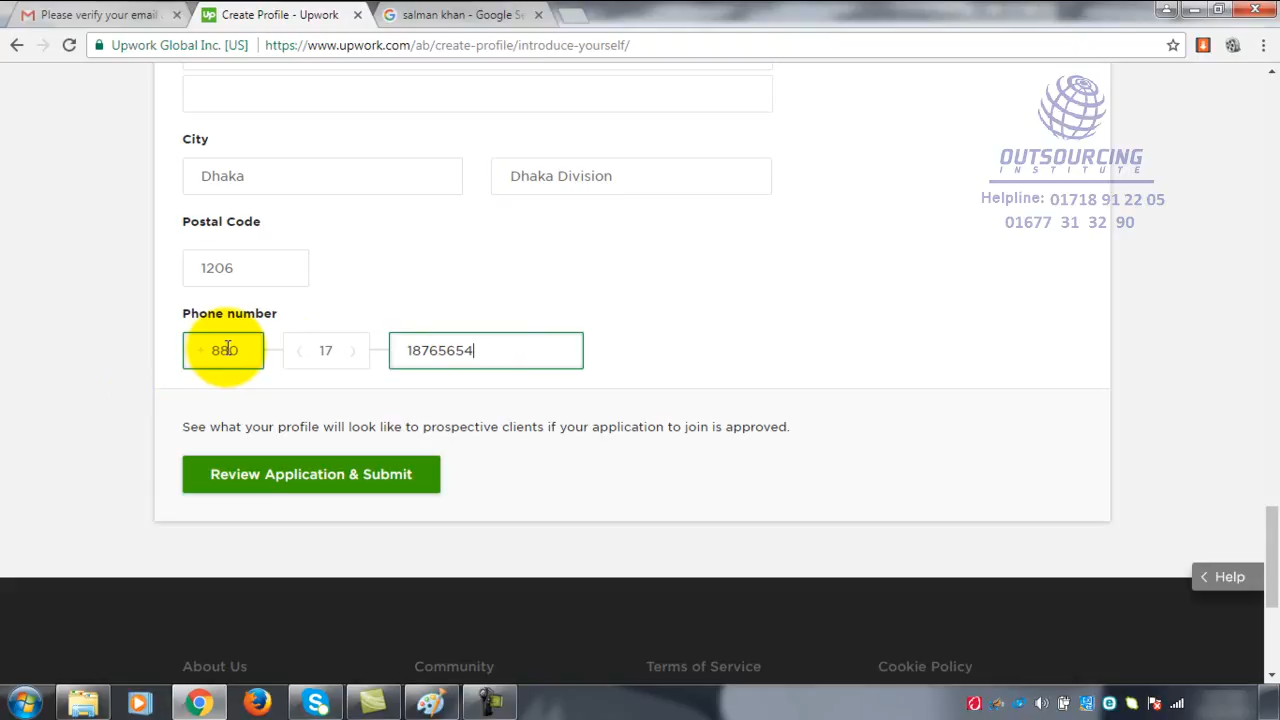 Please verify your email
Create Profile - Upwork
salman khan - Google Se
Upwork Global Inc. [US]
https://www.upwork.com/ab/create-profile/introduce-yourself/
OUTSOURCING
INSTITUTE
Helpline: 01718 91 22 05
01677 31 32 90
City
Dhaka
Dhaka Division
Postal Code
1206
Phone number
+ 880
17
18765654
See what your profile will look like to prospective clients if your application to join is approved.
Review Application & Submit
Help
About Us
Community
Terms of Service
Cookie Policy